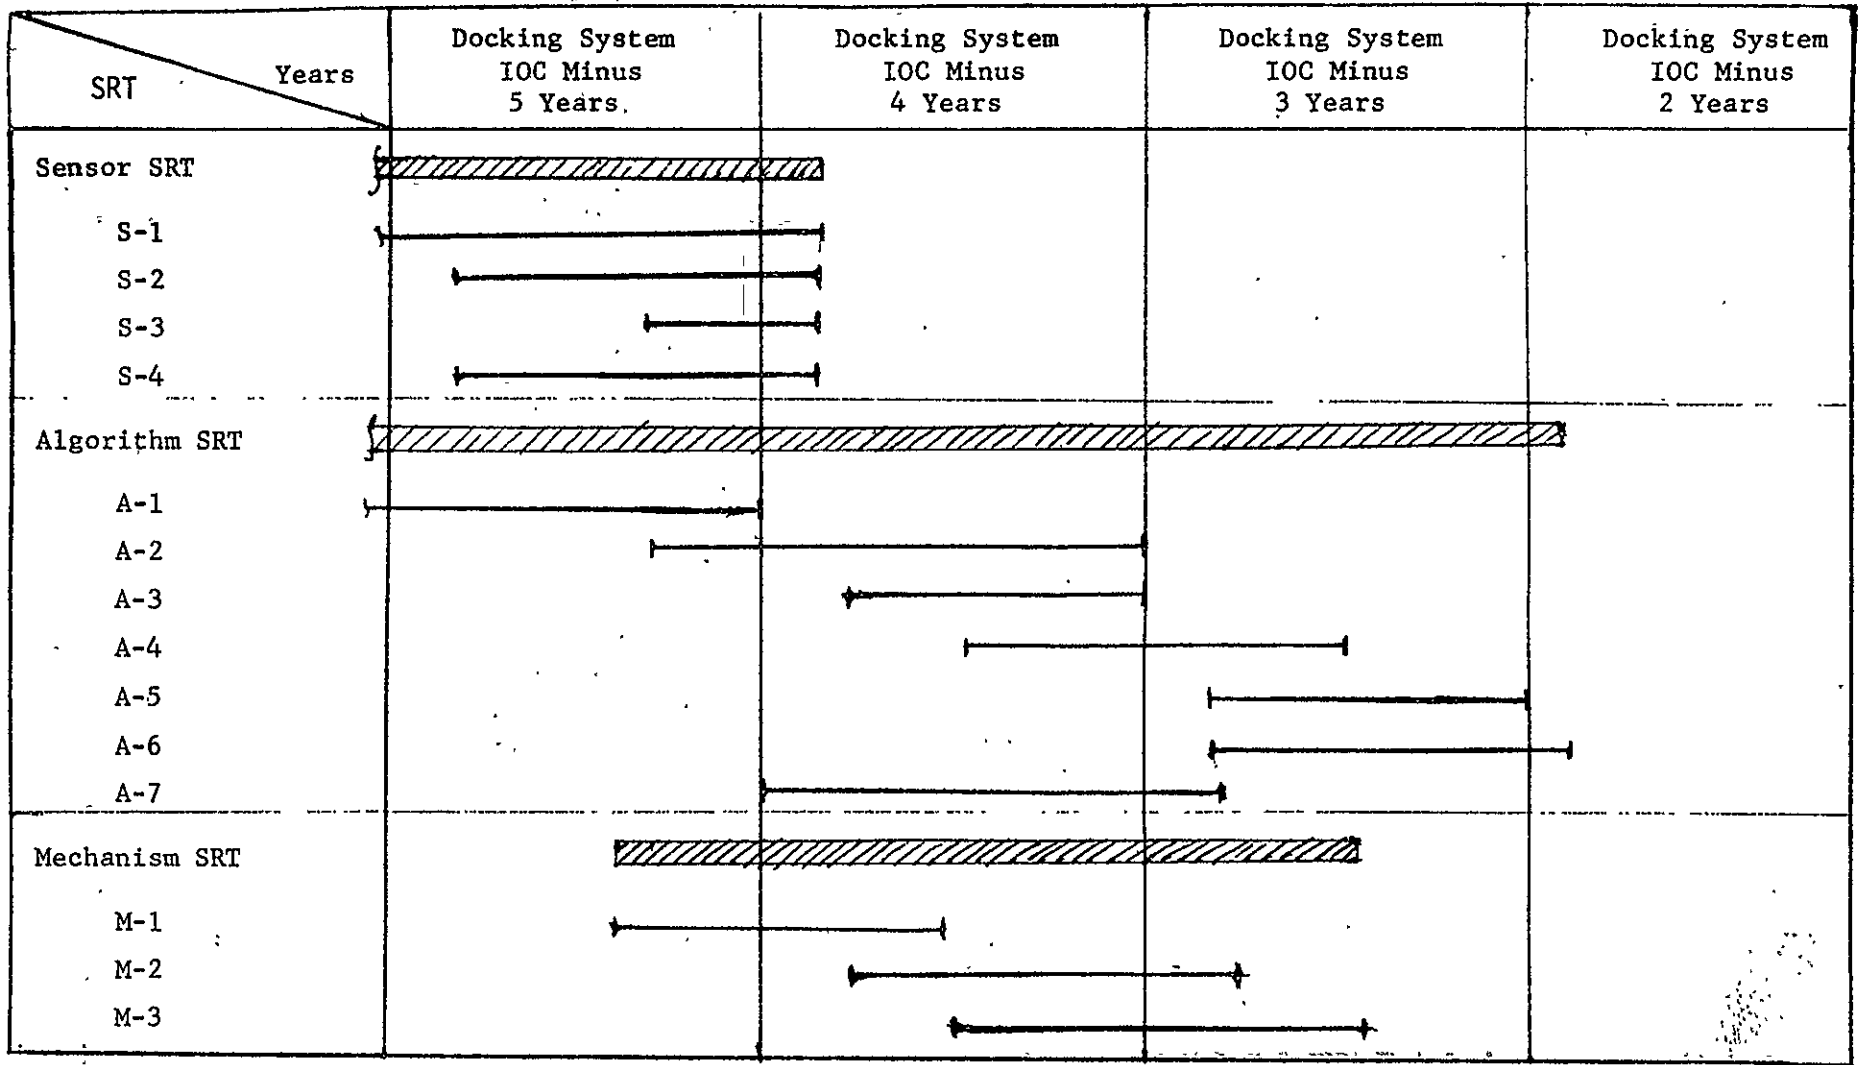 SRT
Years
Docking System
IOC Minus
5 Years
Docking System
IOC Minus
4 Years
Docking System
IOC Minus
3 Years
Docking System
IOC Minus
2 Years
Sensor SRT
S-1
S-2
S-3
S-4
Algorithm SRT
A-1
A-2
A-3
A-4
A-5
A-6
A-7
Mechanism SRT
M-1
M-2
M-3